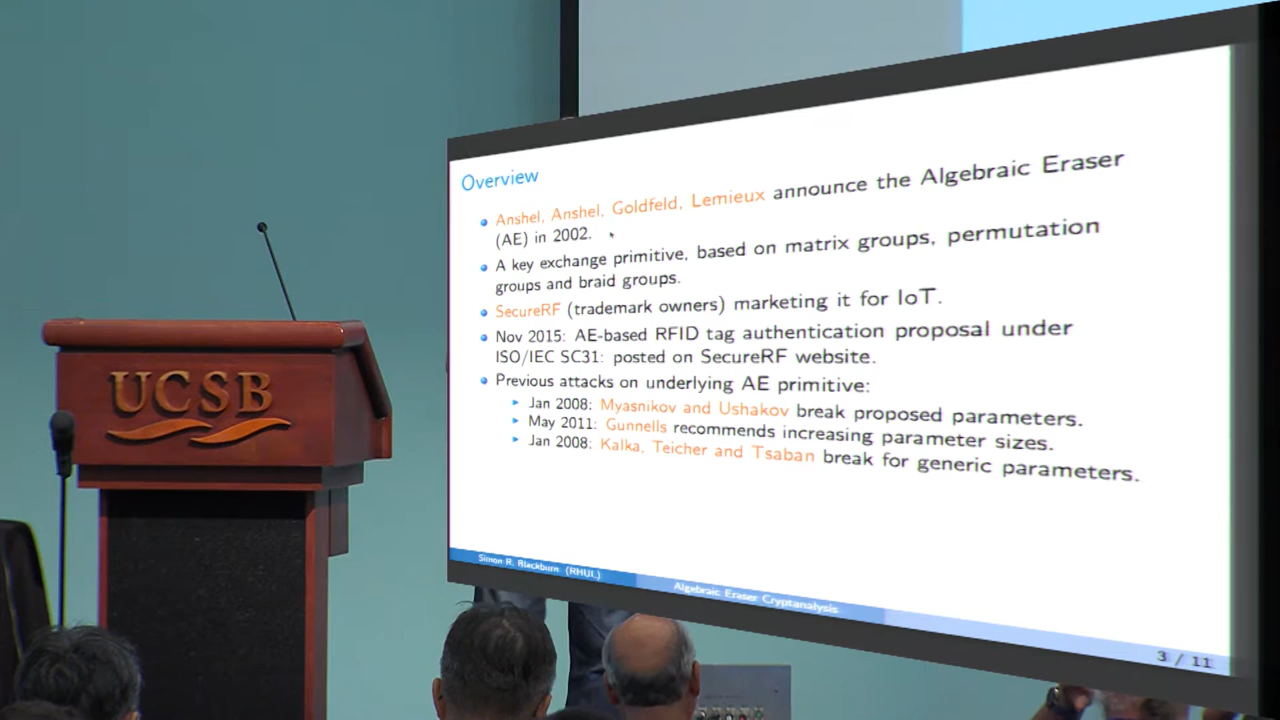 UCSB
Overview
Anshel, Anshel, Goldfeld, Lemieux announce the Algebraic Eraser
(AE) in 2002.
A key exchange primitive, based on matrix groups, permutation
groups and braid groups.
SecureRF (trademark owners) marketing it for IoT.
Nov 2015: AE-based RFID tag authentication proposal under
ISO/IEC SC31: posted on SecureRF website.
Previous attacks on underlying AE primitive:
Jan 2008: Myasnikov and Ushakov break proposed parameters.
May 2011: Gunnells recommends increasing parameter sizes.
Jan 2008: Kalka, Teicher and Tsaban break for generic parameters.
Simon R. Blackburn (RHUL)
Algebraic Eraser Cryptanalysis
3 / 11